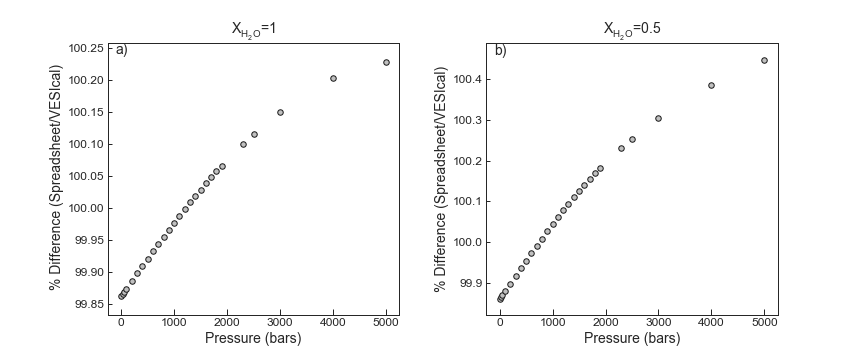 X_H₂O=1
a)
% Difference (Spreadsheet/VESIcal)
100.25
100.20
100.15
100.10
100.05
100.00
99.95
99.90
99.85
0 1000 2000 3000 4000 5000
Pressure (bars)
X_H₂O=0.5
b)
% Difference (Spreadsheet/VESIcal)
100.4
100.3
100.2
100.1
100.0
99.9
0 1000 2000 3000 4000 5000
Pressure (bars)